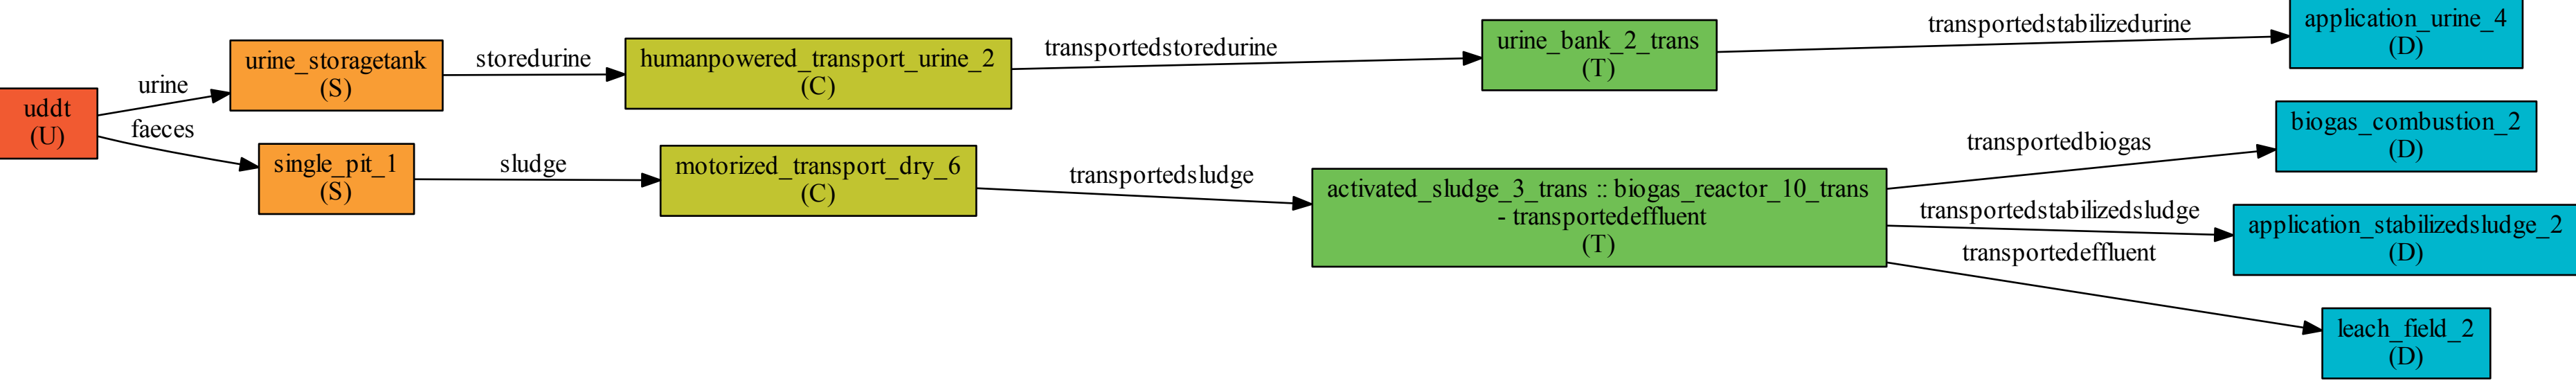 uddt
(U)
urine
faeces
urine_storagetank
(S)
single_pit_1
(S)
storedurine
sludge
humanpowered_transport_urine_2
(C)
motorized_transport_dry_6
(C)
transportedstoredurine
transportedsludge
urine_bank_2_trans
(T)
activated_sludge_3_trans :: biogas_reactor_10_trans
- transportedeffluent
(T)
transportedstabilizedurine
transportedbiogas
transportedstabilizedsludge
transportedeffluent
application_urine_4
(D)
biogas_combustion_2
(D)
application_stabilizedsludge_2
(D)
leach_field_2
(D)